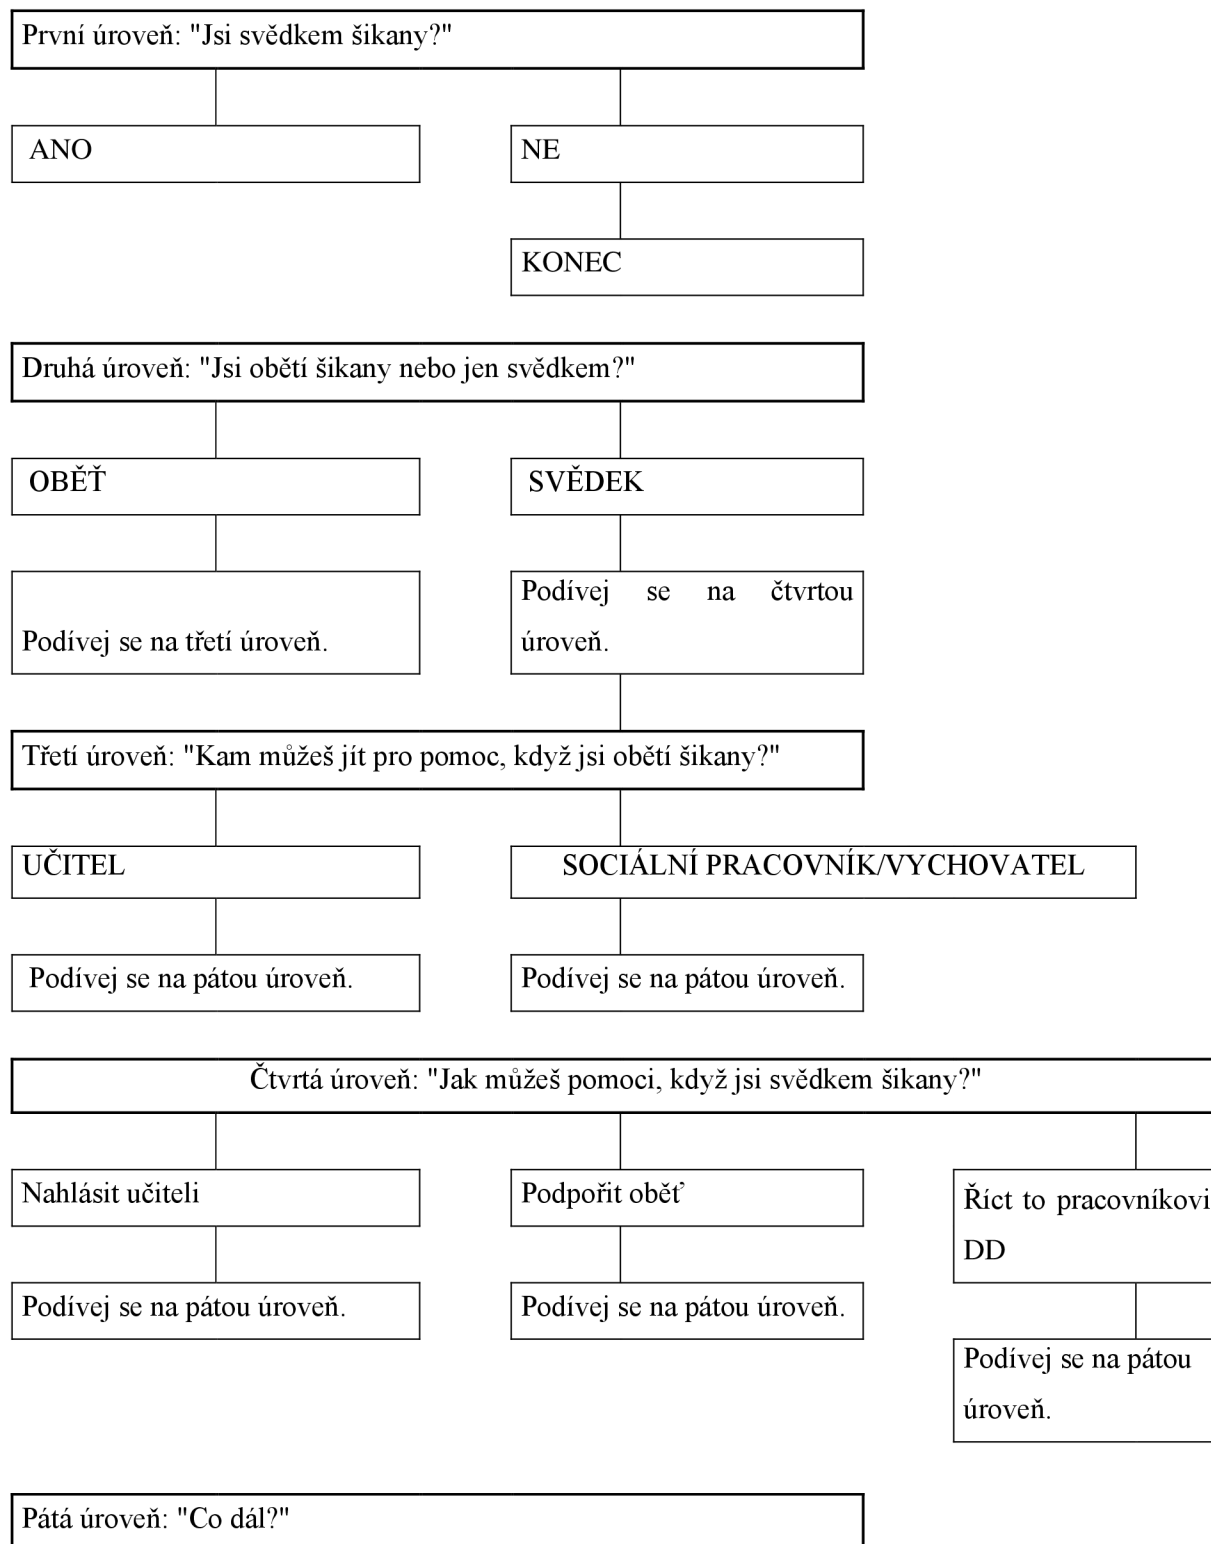 První úroveň: "Jsi svědkem šikany?"
ANO
NE
KONEC
Druhá úroveň: "Jsi obětí šikany nebo jen svědkem?"
OBĚŤ
SVĚDEK
Podívej se na třetí úroveň.
Podívej se na čtvrtou
úroveň.
Třetí úroveň: "Kam můžeš jít pro pomoc, když jsi obětí šikany?"
UČITEL
SOCIÁLNÍ PRACOVNÍK/VYCHOVATEL
Podívej se na pátou úroveň.
Podívej se na pátou úroveň.
Čtvrtá úroveň: "Jak můžeš pomoci, když jsi svědkem šikany?"
Nahlásit učiteli
Podpořit oběť
Říct to pracovníkovi
DD
Podívej se na pátou úroveň.
Podívej se na pátou úroveň.
Podívej se na pátou
úroveň.
Pátá úroveň: "Co dál?"